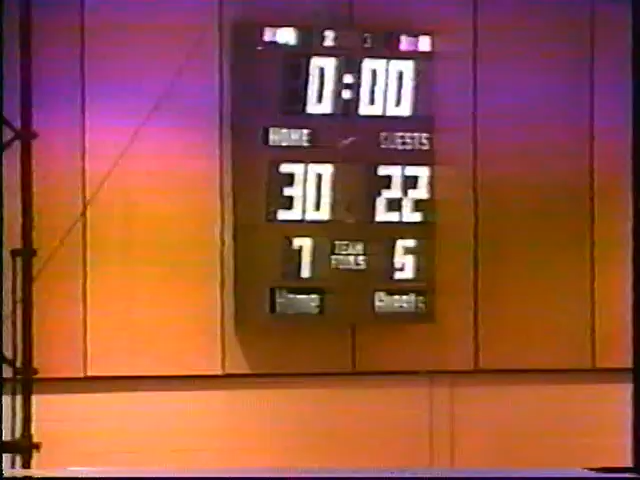 2
0:00
HOME GUESTS
30 22
7 TEAM FOULS 5
Home Guests